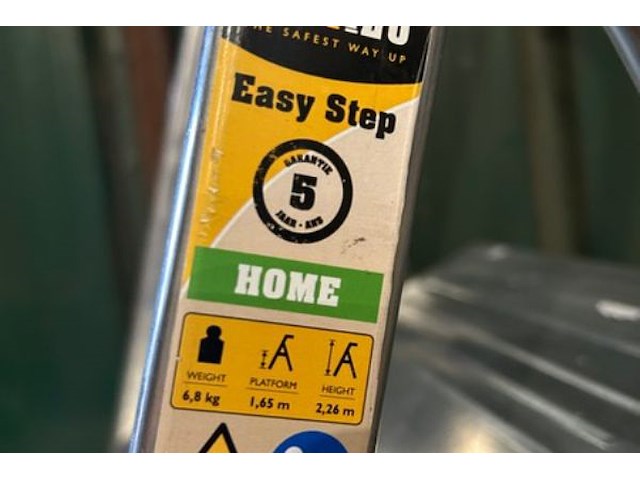 THE SAFEST WAY UP
Easy Step
GARANTIE
5
JAAR - ANS
HOME
WEIGHT
6,8 kg
PLATFORM
1,65 m
HEIGHT
2,26 m